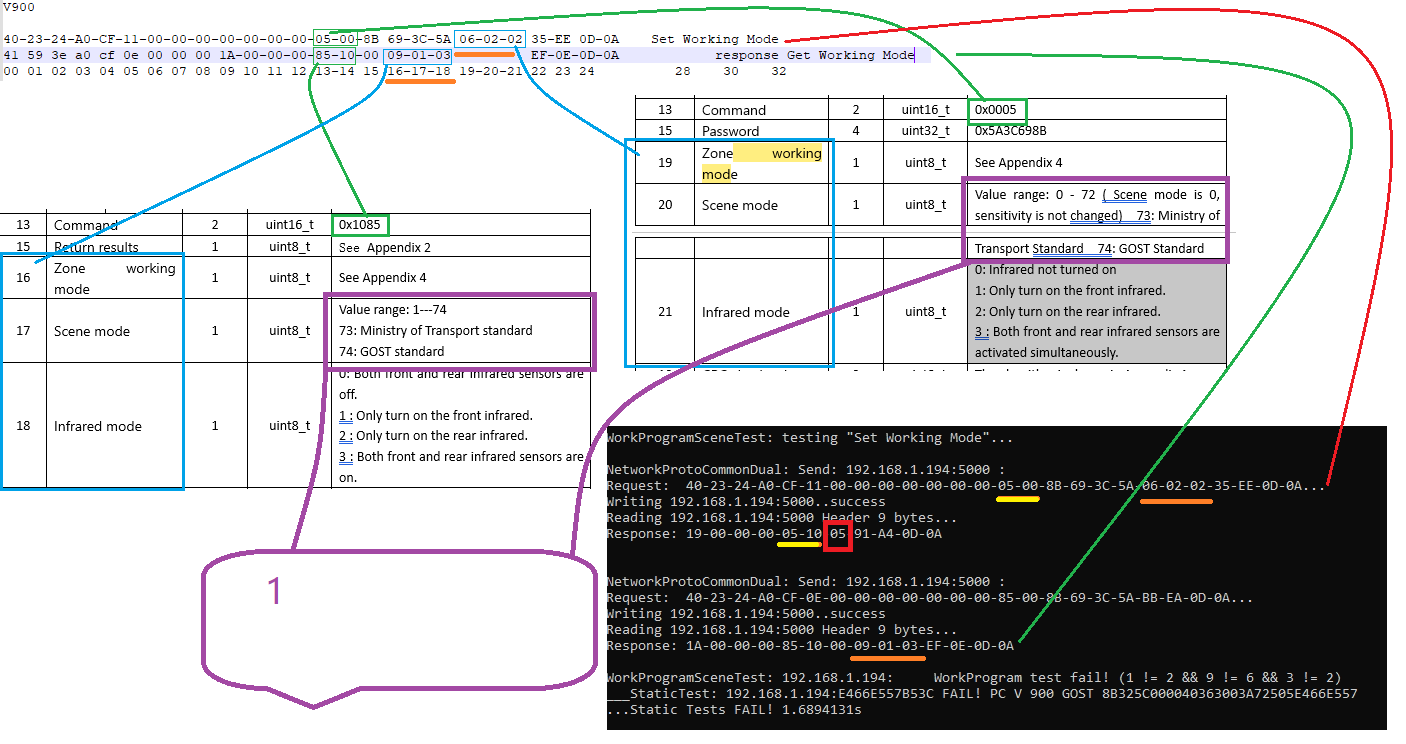 V900
40-23-24-A0-CF-11-00-00-00-00-00-00-00-00-05-00-8B 69-3C-5A 06-02-02 35-EE 0D-0A Set Working Mode
41 59 3e a0 cf 0e 00 00 00 1A-00-00-00-85-10-00 09-01-03 EF-0E-0D-0A response Get Working Mode
00 01 02 03 04 05 06 07 08 09 10 11 12 13-14 15 16-17-18 19-20-21 22 23 24 28 30 32
13 Command 2 uint16_t 0x0005
15 Password 4 uint32_t 0x5A3C698B
19 Zone working mode 1 uint8_t See Appendix 4
20 Scene mode 1 uint8_t Value range: 0 - 72 ( Scene mode is 0,
sensitivity is not changed) 73: Ministry of
Transport Standard 74: GOST Standard
21 Infrared mode 1 uint8_t 0: Infrared not turned on
1: Only turn on the front infrared.
2: Only turn on the rear infrared.
3 : Both front and rear infrared sensors are
activated simultaneously.
13 Command 2 uint16_t 0x1085
15 Return results 1 uint8_t See Appendix 2
16 Zone working mode 1 uint8_t See Appendix 4
17 Scene mode 1 uint8_t Value range: 1---74
73: Ministry of Transport standard
74: GOST standard
18 Infrared mode 1 uint8_t 0: Both front and rear infrared sensors are
off.
1 : Only turn on the front infrared.
2 : Only turn on the rear infrared.
3 : Both front and rear infrared sensors are
on.
1
WorkProgramSceneTest: testing "Set Working Mode"...
NetworkProtoCommonDual: Send: 192.168.1.194:5000 :
Request: 40-23-24-A0-CF-11-00-00-00-00-00-00-00-00-05-00-8B-69-3C-5A-06-02-02-35-EE-0D-0A...
Writing 192.168.1.194:5000..success
Reading 192.168.1.194:5000 Header 9 bytes...
Response: 19-00-00-00-05-10-05-91-A4-0D-0A
NetworkProtoCommonDual: Send: 192.168.1.194:5000 :
Request: 40-23-24-A0-CF-0E-00-00-00-00-00-00-00-00-85-00-8B-69-3C-5A-BB-EA-0D-0A...
Writing 192.168.1.194:5000..success
Reading 192.168.1.194:5000 Header 9 bytes...
Response: 1A-00-00-00-85-10-00-09-01-03-EF-0E-0D-0A
WorkProgramSceneTest: 192.168.1.194: WorkProgram test fail! (1 != 2 && 9 != 6 && 3 != 2)
___StaticTest: 192.168.1.194:E466E557B53C FAIL! PC V 900 GOST 8B325C000040363003A72505E466E557
...Static Tests FAIL! 1.6894131s